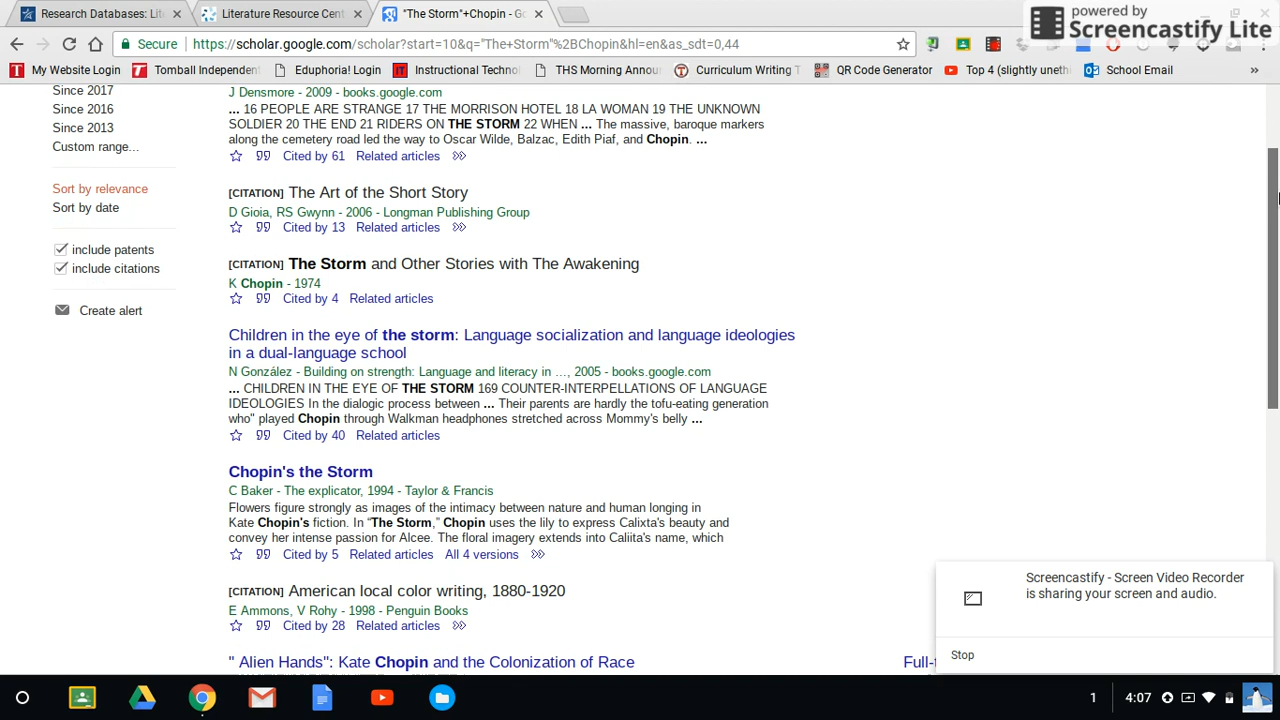 Research Databases: Lit
Literature Resource Cent
"The Storm"+Chopin - Go
powered by
Screencastify Lite
Secure
https://scholar.google.com/scholar?start=10&q="The+Storm"%2BChopin&hl=en&as_sdt=0,44
My Website Login
Tomball Independent
Eduphoria! Login
Instructional Techno
THS Morning Annou
Curriculum Writing T
QR Code Generator
Top 4 (slightly uneth
School Email
»
Since 2017
Since 2016
Since 2013
Custom range...
Sort by relevance
Sort by date
include patents
include citations
Create alert
J Densmore - 2009 - books.google.com
... 16 PEOPLE ARE STRANGE 17 THE MORRISON HOTEL 18 LA WOMAN 19 THE UNKNOWN
SOLDIER 20 THE END 21 RIDERS ON THE STORM 22 WHEN ... The massive, baroque markers
along the cemetery road led the way to Oscar Wilde, Balzac, Edith Piaf, and Chopin. ...
Cited by 61 Related articles
[CITATION] The Art of the Short Story
D Gioia, RS Gwynn - 2006 - Longman Publishing Group
Cited by 13 Related articles
[CITATION] The Storm and Other Stories with The Awakening
K Chopin - 1974
Cited by 4 Related articles
Children in the eye of the storm: Language socialization and language ideologies
in a dual-language school
N González - Building on strength: Language and literacy in …, 2005 - books.google.com
... CHILDREN IN THE EYE OF THE STORM 169 COUNTER-INTERPELLATIONS OF LANGUAGE
IDEOLOGIES In the dialogic process between ... Their parents are hardly the tofu-eating generation
who" played Chopin through Walkman headphones stretched across Mommy's belly ...
Cited by 40 Related articles
Chopin's the Storm
C Baker - The explicator, 1994 - Taylor & Francis
Flowers figure strongly as images of the intimacy between nature and human longing in
Kate Chopin's fiction. In “The Storm,” Chopin uses the lily to express Calixta's beauty and
convey her intense passion for Alcee. The floral imagery extends into Caliita's name, which
Cited by 5 Related articles All 4 versions
[CITATION] American local color writing, 1880-1920
E Ammons, V Rohy - 1998 - Penguin Books
Cited by 28 Related articles
" Alien Hands": Kate Chopin and the Colonization of Race
Full-t
Screencastify - Screen Video Recorder
is sharing your screen and audio.
Stop
1
4:07